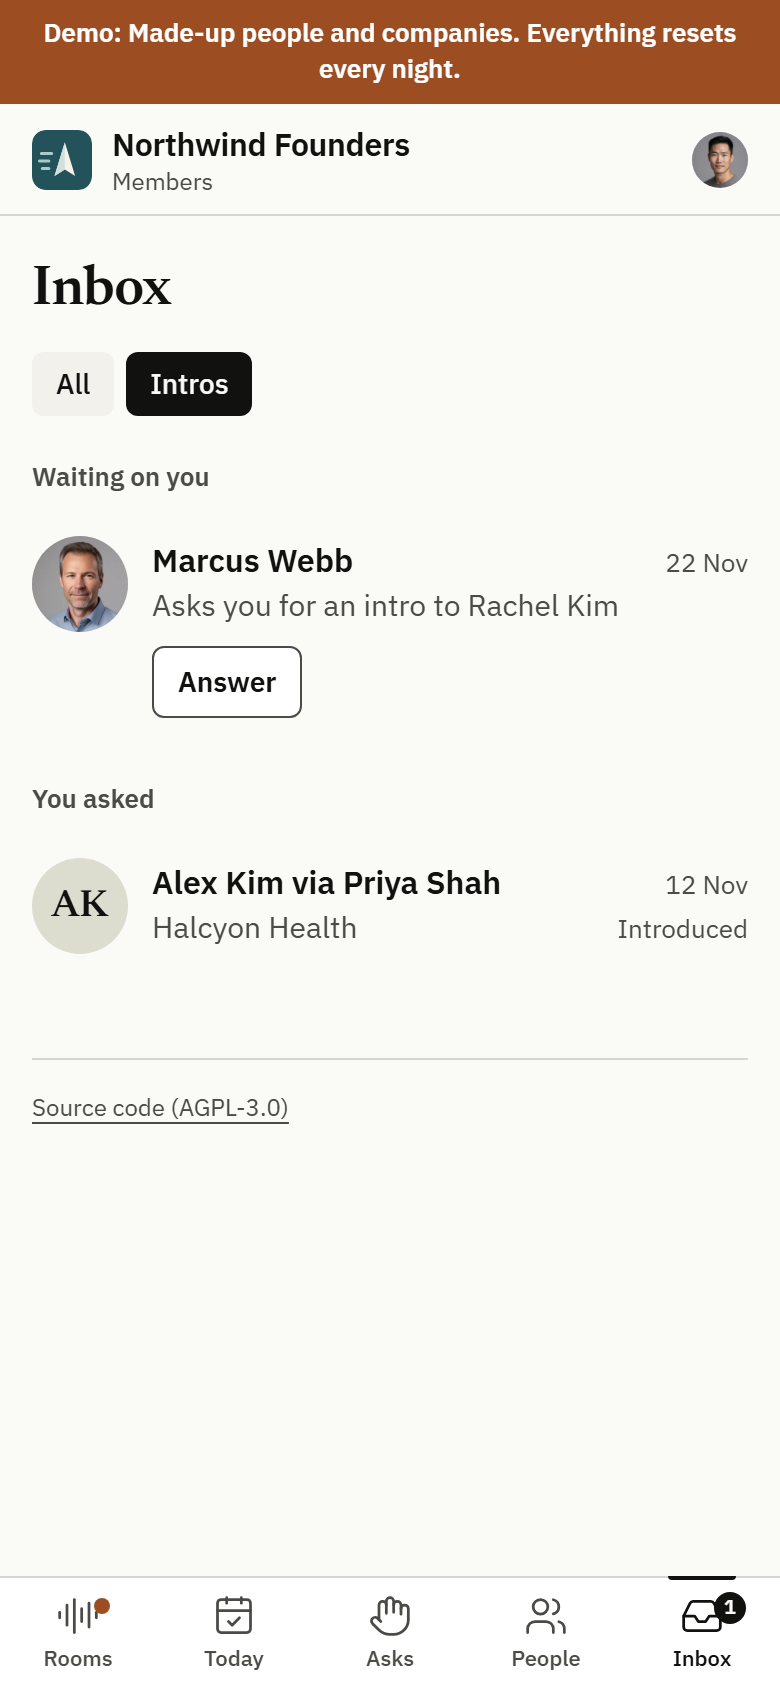 Demo: Made-up people and companies. Everything resets
every night.
Northwind Founders
Members
Inbox
All
Intros
Waiting on you
Marcus Webb
22 Nov
Asks you for an intro to Rachel Kim
Answer
You asked
AK
Alex Kim via Priya Shah
12 Nov
Halcyon Health
Introduced
Source code (AGPL-3.0)
Rooms
Today
Asks
People
1
Inbox